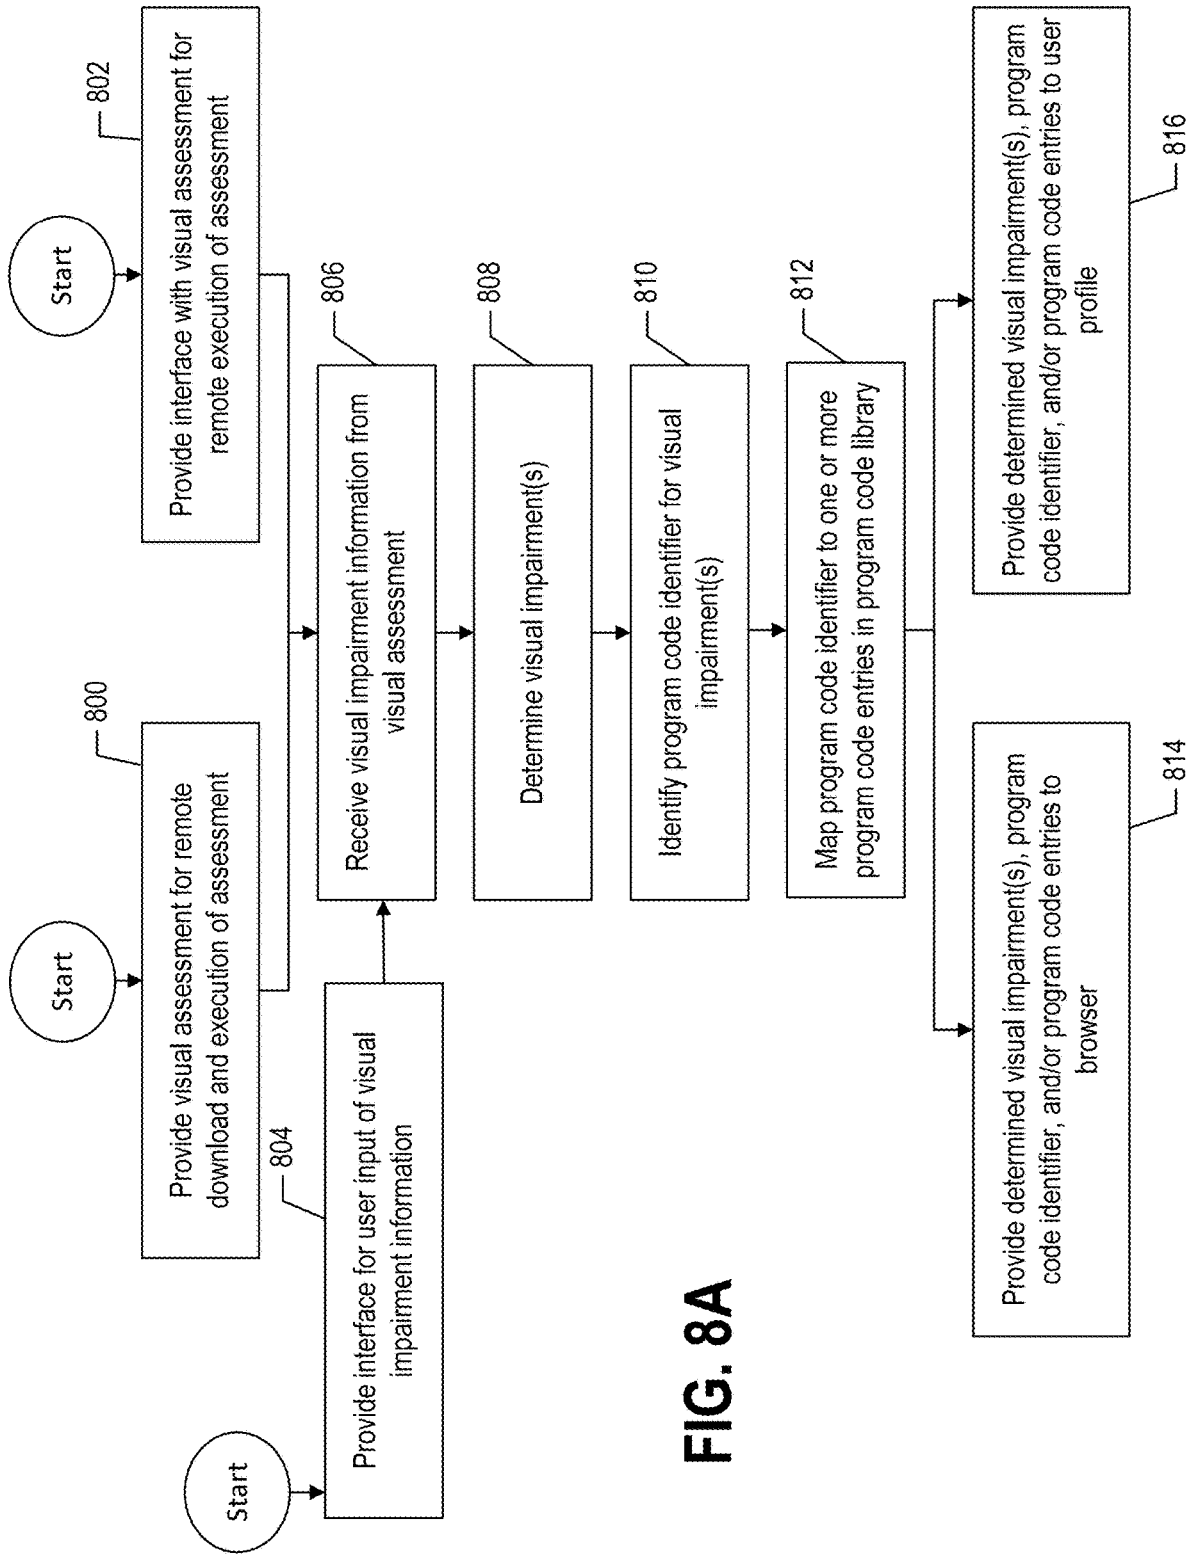 Start
Start
800
802
Provide visual assessment for remote
download and execution of assessment
Provide interface with visual assessment for
remote execution of assessment
Start
804
Provide interface for user input of visual
impairment information
806
Receive visual impairment information from
visual assessment
808
Determine visual impairment(s)
810
Identify program code identifier for visual
impairment(s)
812
Map program code identifier to one or more
program code entries in program code library
Provide determined visual impairment(s), program
code identifier, and/or program code entries to
browser
814
Provide determined visual impairment(s), program
code identifier, and/or program code entries to user
profile
816
FIG. 8A